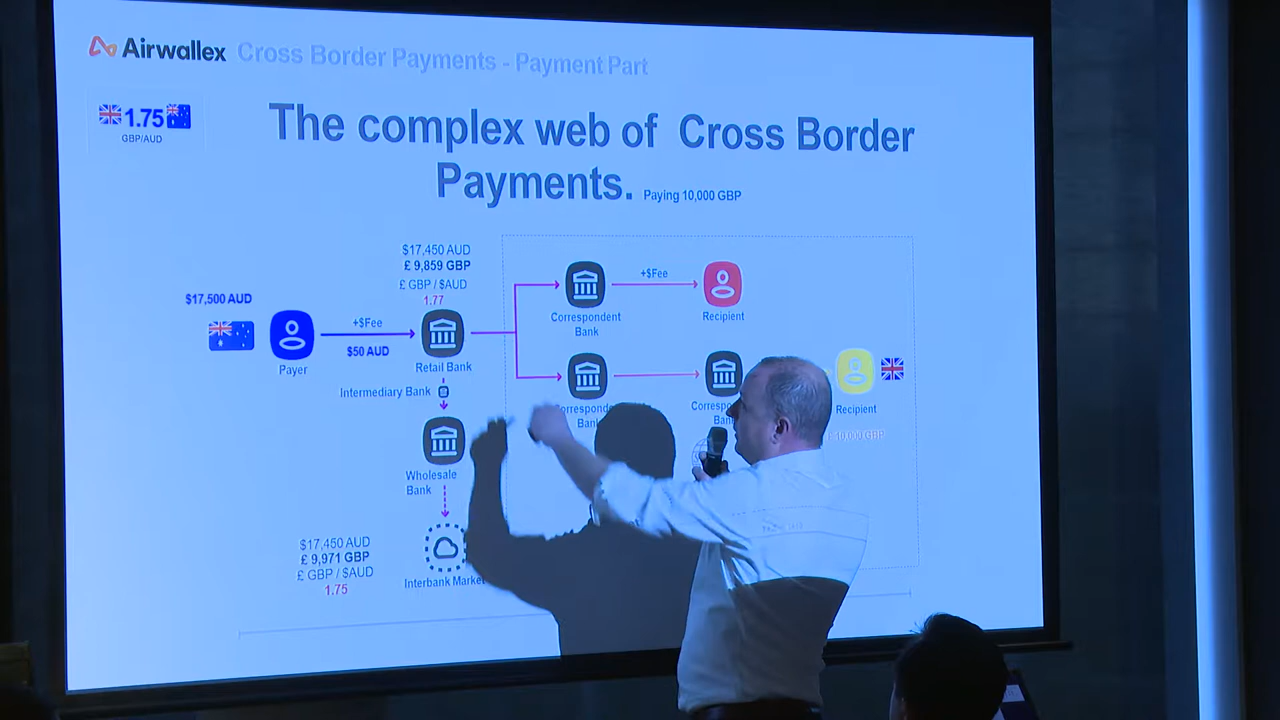 Airwallex Cross Border Payments - Payment Part
1.75
GBP/AUD
The complex web of Cross Border
Payments. Paying 10,000 GBP
$17,450 AUD
£ 9,859 GBP
£ GBP / $AUD
1.77
$17,500 AUD
+$Fee
$50 AUD
Payer
Retail Bank
Intermediary Bank
Wholesale
Bank
$17,450 AUD
£ 9,971 GBP
£ GBP / $AUD
1.75
Interbank Market
+$Fee
Correspondent
Bank
Recipient
Correspondent
Bank
Recipient
10,000 GBP